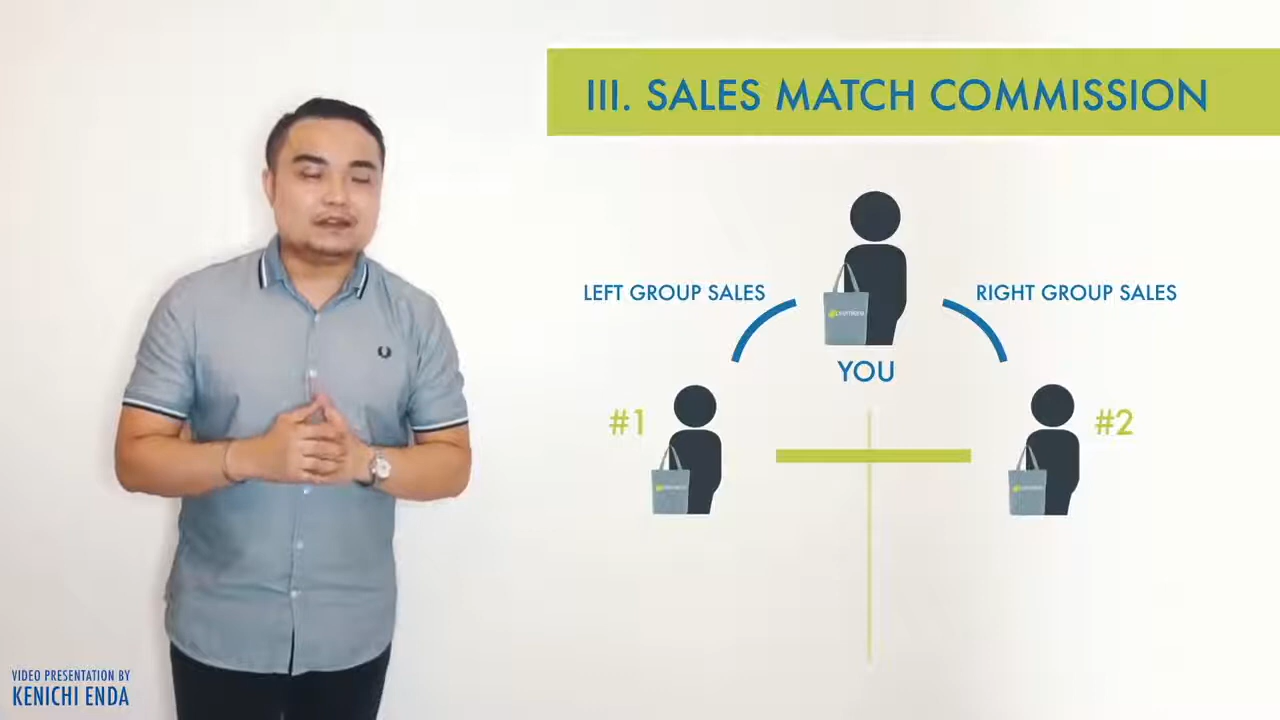 III. SALES MATCH COMMISSION
LEFT GROUP SALES
RIGHT GROUP SALES
YOU
#1
#2
VIDEO PRESENTATION BY
KENICHI ENDA